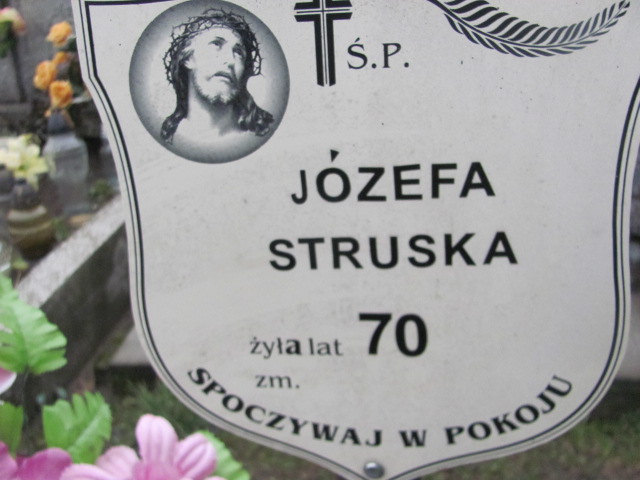 Ś.P.
JÓZEFA
STRUSKA
żyła lat 70
zm.
SPOCZYWAJ W POKOJU